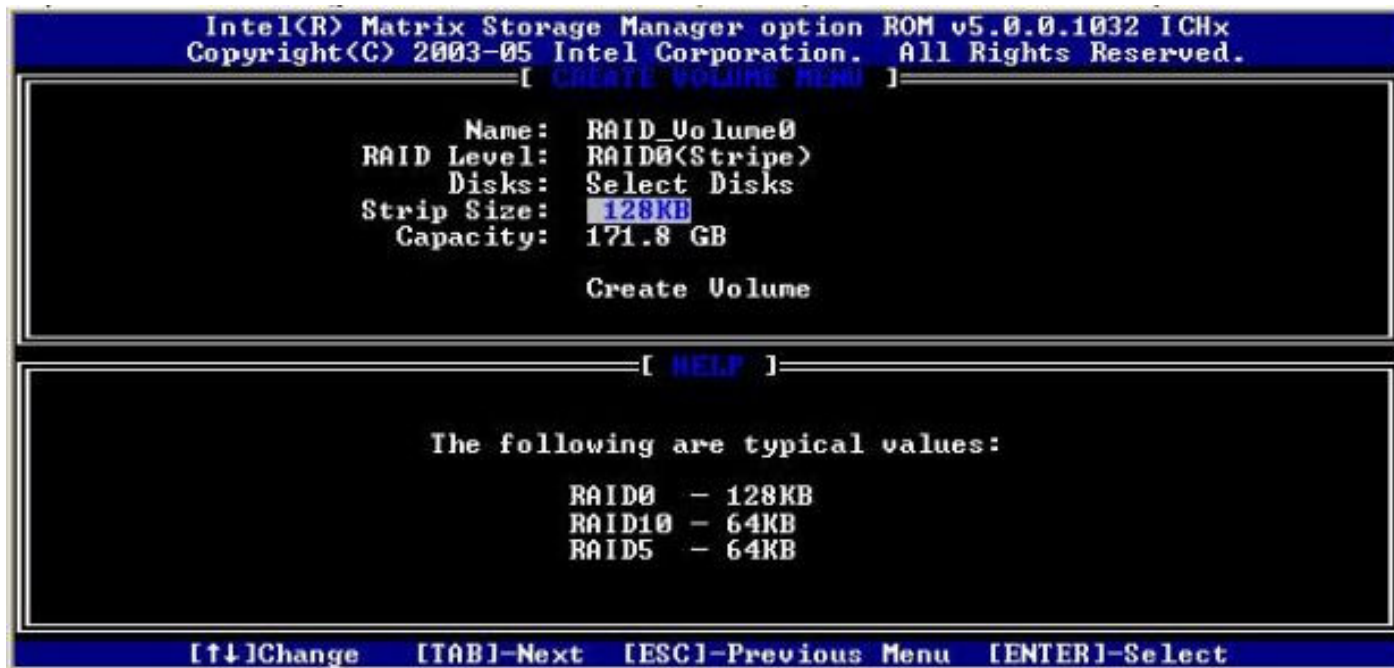 Intel(R) Matrix Storage Manager option ROM v5.0.0.1032 ICHx
Copyright(C) 2003-05 Intel Corporation. All Rights Reserved.
[ CREATE VOLUME MENU ]
Name: RAID_Volume0
RAID Level: RAID0(Stripe)
Disks: Select Disks
Strip Size: 128KB
Capacity: 171.8 GB
Create Volume
[ HELP ]
The following are typical values:
RAID0 - 128KB
RAID10 - 64KB
RAID5 - 64KB
[↑↓]Change [TAB]-Next [ESC]-Previous Menu [ENTER]-Select